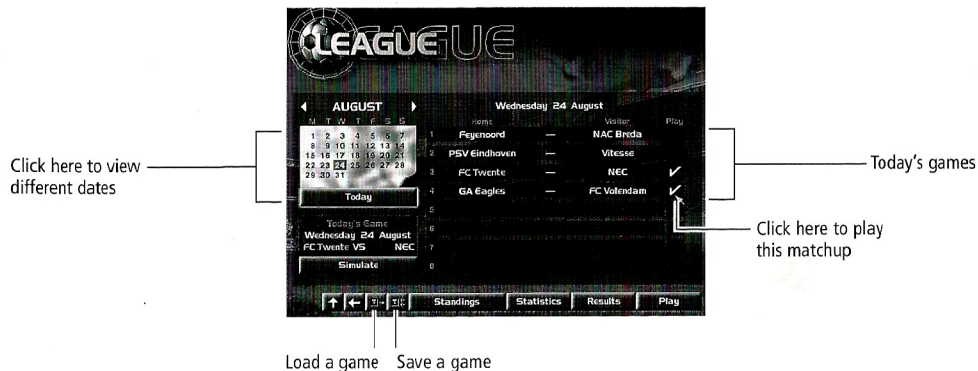 LEAGUE
AUGUST
Wednesday 24 August
M T W T F S S
Home Visitor Play
1 2 3 4 5 6 7
1 Feyenoord — NAC Breda
8 9 10 11 12 13 14
15 16 17 18 19 20 21
2 PSV Eindhoven — Vitesse
22 23 24 25 26 27 28
29 30 31
3 FC Twente — NEC
Today
4 GA Eagles — FC Volendam
5
Today's Game
6
Wednesday 24 August
FC Twente VS NEC
7
Simulate
8
Standings Statistics Results Play
Click here to view
different dates
Today's games
Click here to play
this matchup
Load a game Save a game